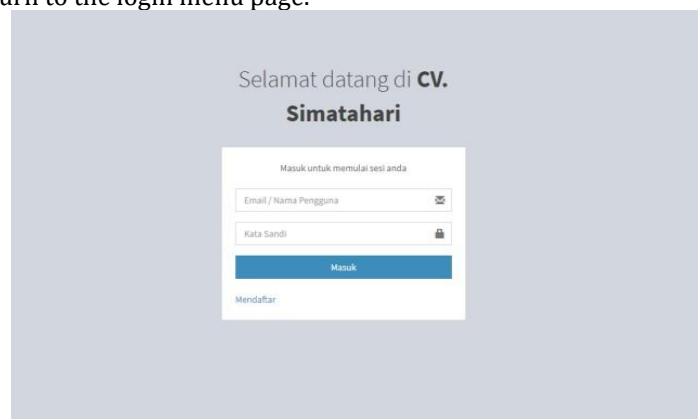 urn to the login menu page.
Selamat datang di CV.
Simatahari
Masuk untuk memulai sesi anda
Email / Nama Pengguna
Kata Sandi
Masuk
Mendaftar